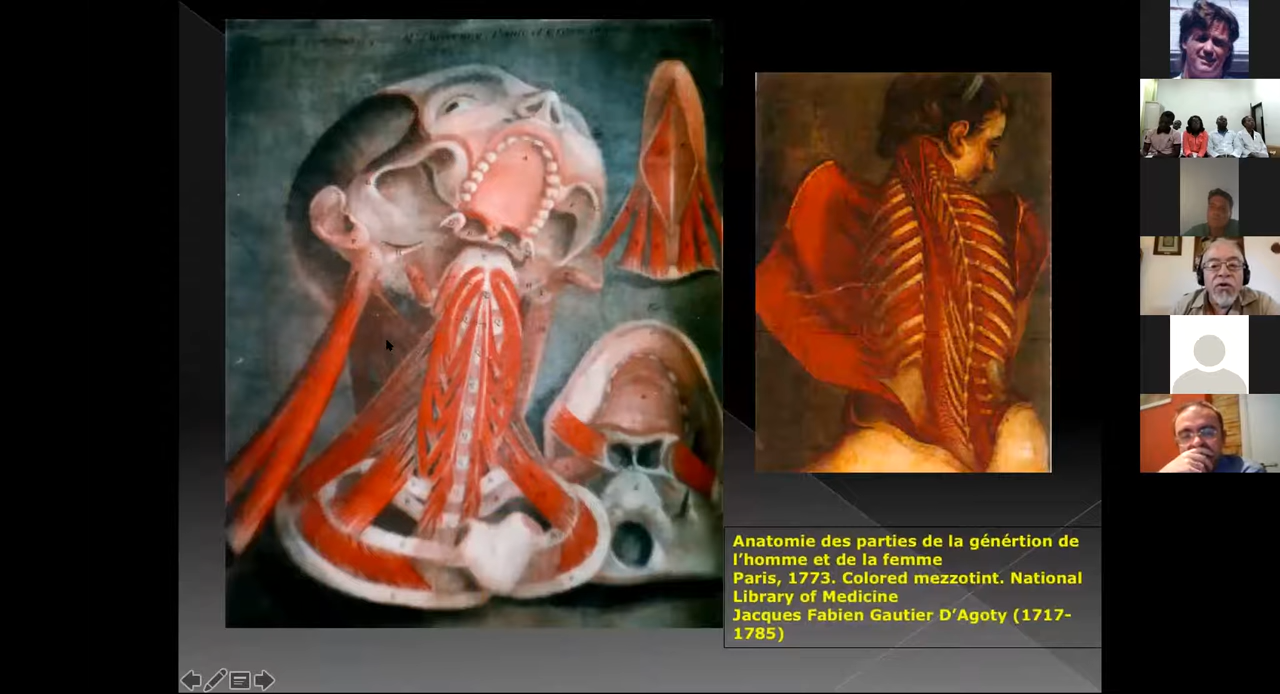 Anatomie des parties de la génértion de
l’homme et de la femme
Paris, 1773. Colored mezzotint. National
Library of Medicine
Jacques Fabien Gautier D’Agoty (1717-
1785)